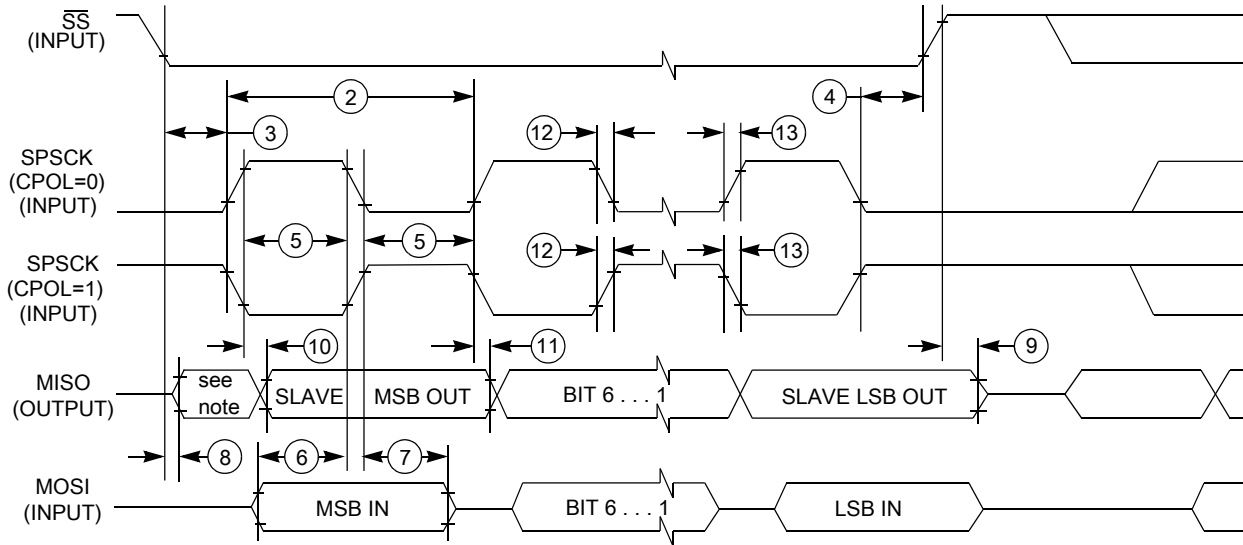 SS
(INPUT)
2
4
3
12
13
SPSCK
(CPOL=0)
(INPUT)
5
5
12
13
SPSCK
(CPOL=1)
(INPUT)
10
11
9
MISO
(OUTPUT)
see
note
SLAVE
MSB OUT
BIT 6 . . . 1
SLAVE LSB OUT
8
6
7
MOSI
(INPUT)
MSB IN
BIT 6 . . . 1
LSB IN